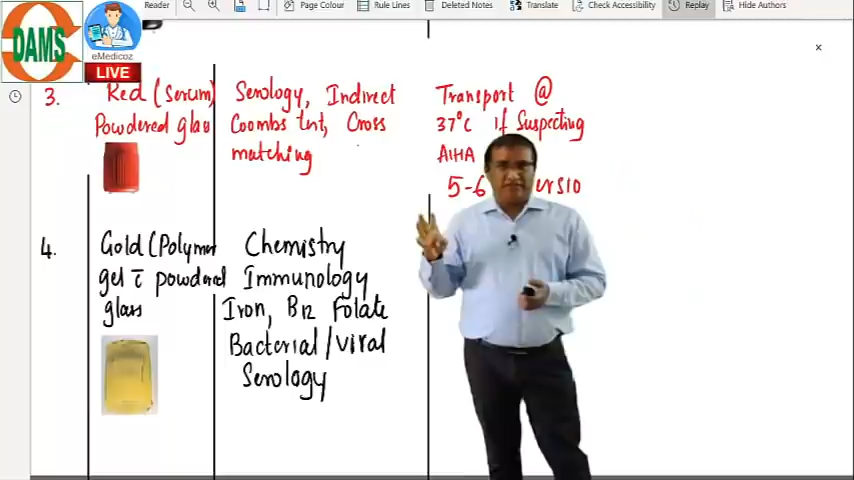 Reader
Page Colour
Rule Lines
Deleted Notes
Translate
Check Accessibility
Replay
Hide Authors
DAMS
eMedicoz
LIVE
3.
Red (Serum)
Powdered glass
Serology, Indirect
Coombs test, Cross
matching
Transport @
37°C If Suspecting
AIHA
5-6
4.
Gold (Polymer
gel c̄ powdered
glass
Chemistry
Immunology
Iron, B12 Folate
Bacterial/viral
Serology